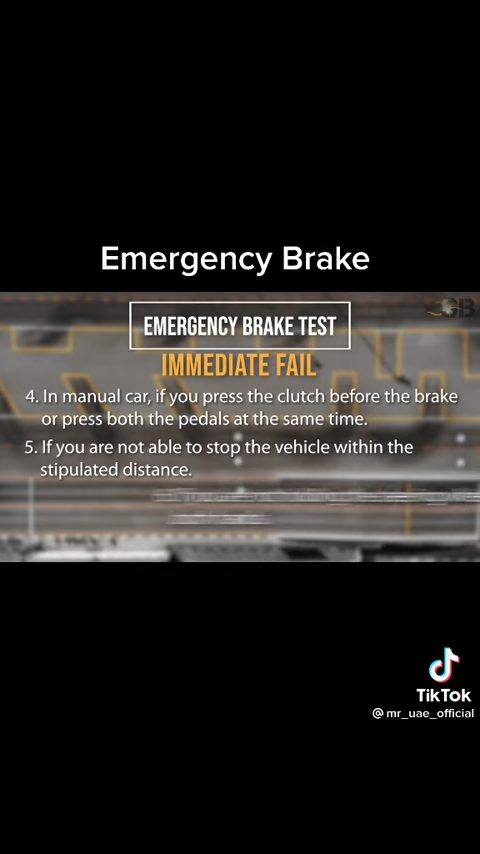 Emergency Brake
GB
EMERGENCY BRAKE TEST
IMMEDIATE FAIL
4. In manual car, if you press the clutch before the brake
or press both the pedals at the same time.
5. If you are not able to stop the vehicle within the
stipulated distance.
TikTok
@mr_uae_official